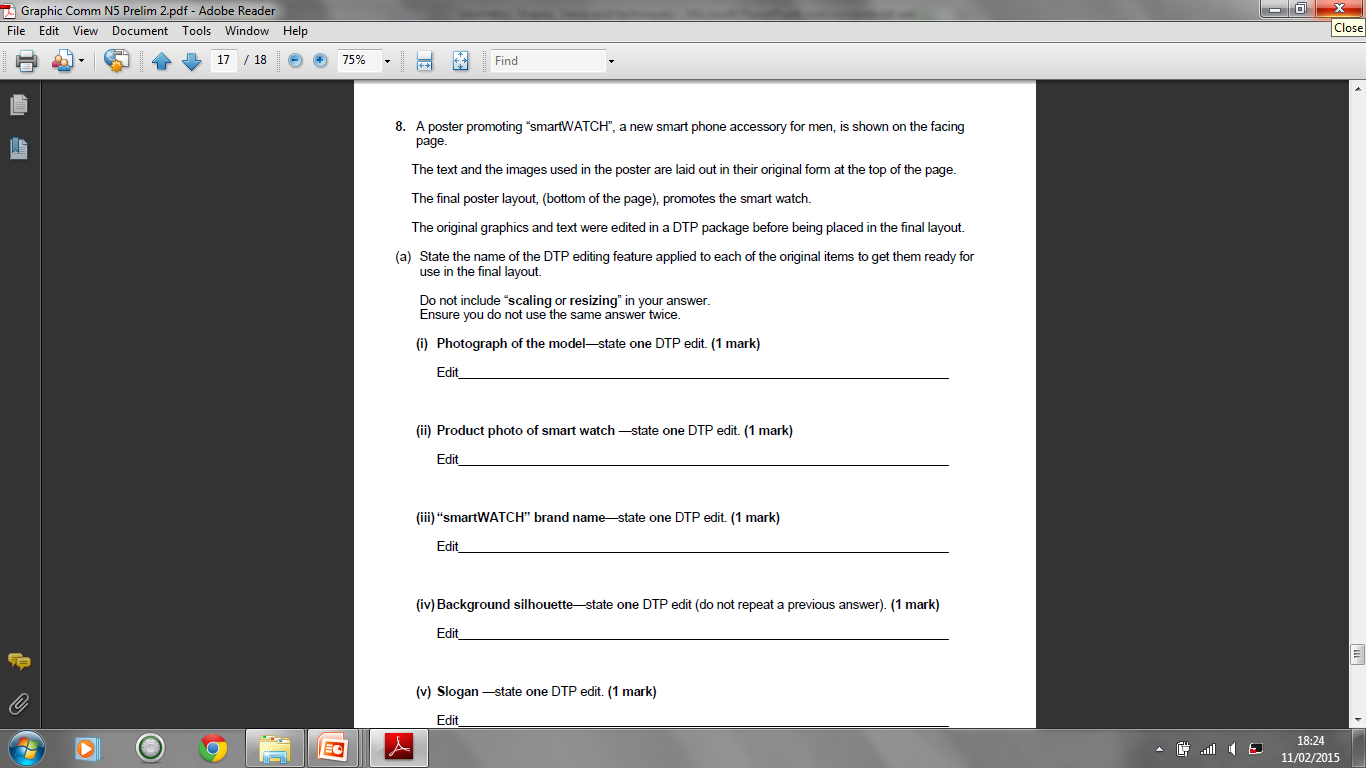 Graphic Comm N5 Prelim 2.pdf - Adobe Reader
Close
File Edit View Document Tools Window Help
17 / 18 75% Find
8. A poster promoting “smartWATCH”, a new smart phone accessory for men, is shown on the facing
page.
The text and the images used in the poster are laid out in their original form at the top of the page.
The final poster layout, (bottom of the page), promotes the smart watch.
The original graphics and text were edited in a DTP package before being placed in the final layout.
(a) State the name of the DTP editing feature applied to each of the original items to get them ready for
use in the final layout.
Do not include “scaling or resizing” in your answer.
Ensure you do not use the same answer twice.
(i) Photograph of the model—state one DTP edit. (1 mark)
Edit
(ii) Product photo of smart watch —state one DTP edit. (1 mark)
Edit
(iii) “smartWATCH” brand name—state one DTP edit. (1 mark)
Edit
(iv) Background silhouette—state one DTP edit (do not repeat a previous answer). (1 mark)
Edit
(v) Slogan —state one DTP edit. (1 mark)
Edit
18:24
11/02/2015